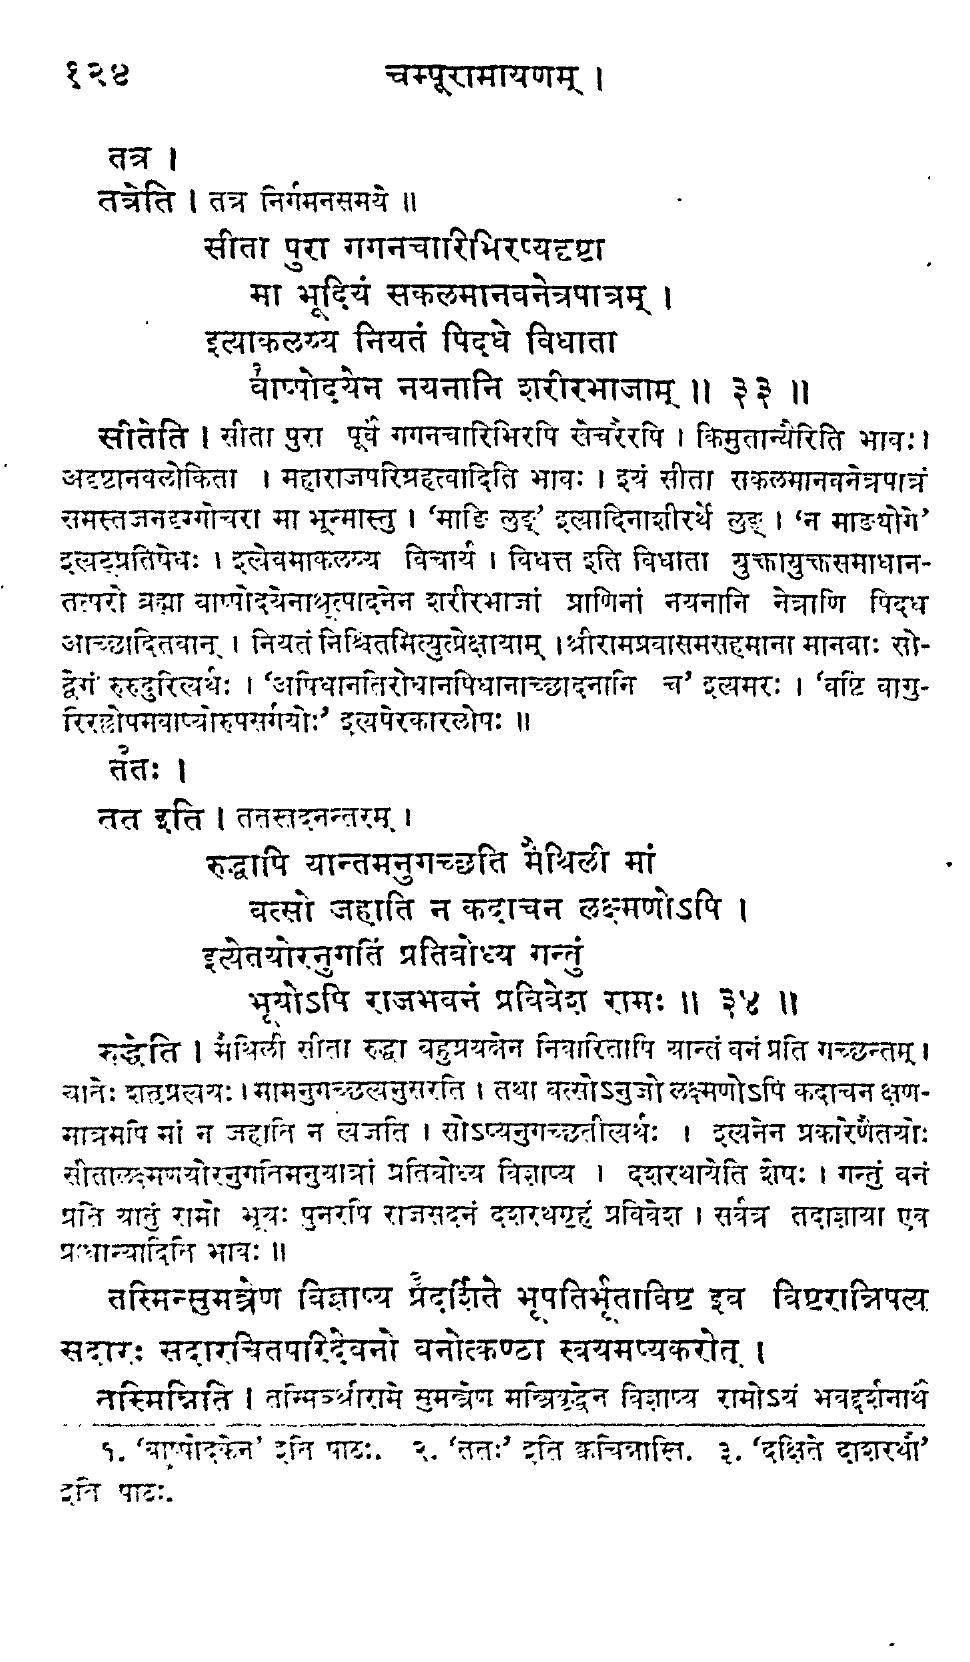 १२४ चम्पूरामायणम् ।
तत्र ।
तत्रेति । तत्र निर्गमनसमये ॥
सीता पुरा गगनचारिभिरप्यदृष्टा
मा भूदियं सकलमानवनेत्रपात्रम् ।
इत्याकलय्य नियतं पिदधे विधाता
बा१ष्पोदयेन नयनानि शरीरभाजाम् ॥ ३३ ॥
सीतेति । सीता पुरा पूर्वं गगनचारिभिरपि खेचरैरपि । किमुतान्यैरिति भावः ।
अदृष्टानवलोकिता । महाराजपरिग्रहत्वादिति भावः । इयं सीता सकलमानवनेत्रपात्रं
समस्तजनदृग्गोचरा मा भून्मास्तु । ‘माङि लुङ्’ इत्यादिनाशीरर्थे लुङ् । ‘न माङ्योगे’
इत्यट्प्रतिषेधः । इत्येवमाकलय्य विचार्य । विधत्त इति विधाता युक्तायुक्तसमाधान-
तत्परो ब्रह्मा बाष्पोदयेनाश्रूत्पादनेन शरीरभाजां प्राणिनां नयनानि नेत्राणि पिदध
आच्छादितवान् । नियतं निश्चितमित्युत्प्रेक्षायाम् । श्रीरामप्रवासमसहमाना मानवाः सो-
द्वेगं रुरुदुरित्यर्थः । ‘अपिधानतिरोधानपिधानाच्छादनानि च’ इत्यमरः । ‘वष्टि वागु-
रिरल्लोपमवाप्योरुपसर्गयोः’ इत्यपेरकारलोपः ॥
त२तः ।
तत इति । ततस्तदनन्तरम् ।
रुद्धापि यान्तमनुगच्छति मैथिली मां
वत्सो जहाति न कदाचन लक्ष्मणोऽपि ।
इत्येतयोरनुगतिं प्रतिबोध्य गन्तुं
भूयोऽपि राजभवनं प्रविवेश रामः ॥ ३४ ॥
रुद्धेति । मैथिली सीता रुद्धा बहुप्रयत्नेन निवारितापि यान्तं वनं प्रति गच्छन्तम् ।
यातेः शतृप्रत्ययः । मामनुगच्छत्यनुसरति । तथा वत्सोऽनुजो लक्ष्मणोऽपि कदाचन क्षण-
मात्रमपि मां न जहाति न त्यजति । सोऽप्यनुगच्छतीत्यर्थः । इत्यनेन प्रकारेणैतयोः
सीतालक्ष्मणयोरनुगतिमनुयात्रां प्रतिबोध्य विज्ञाप्य । दशरथायेति शेषः । गन्तुं वनं
प्रति यातुं रामो भूयः पुनरपि राजसदनं दशरथगृहं प्रविवेश । सर्वत्र तदाज्ञाया एव
प्राधान्यादिति भावः ॥
तस्मिन्सुमन्त्रेण विज्ञाप्य प्र३दर्शिते भूपतिर्भूताविष्ट इव विष्टरान्निपत्य
सदारः सदारचितपरिदेवनो वनोत्कण्ठा स्वयमप्यकरोत् ।
तस्मिन्निति । तस्मिञ्श्रीरामे सुमन्त्रेण मन्त्रिवृद्धेन विज्ञाप्य रामोऽयं भवद्दर्शनार्थं
१. ‘बाष्पोदकेन’ इति पाठः. २. ‘ततः’ इति क्वचिन्नास्ति. ३. ‘दक्षिते दाशरथौ’
इति पाठः.